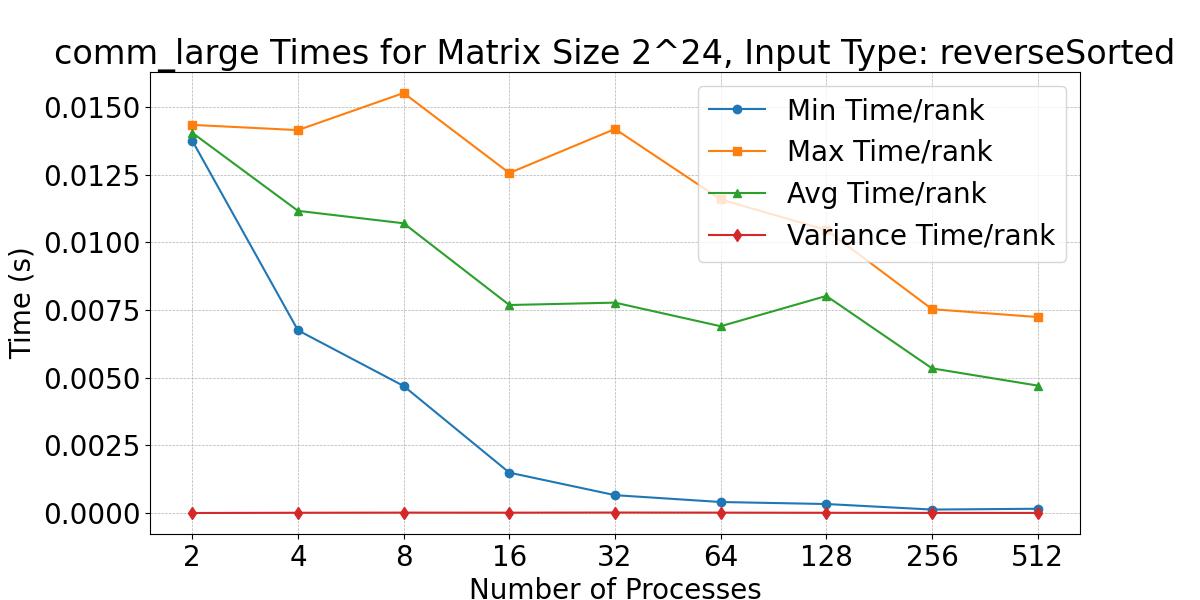 comm_large Times for Matrix Size 2^24, Input Type: reverseSorted
Min Time/rank
Max Time/rank
Avg Time/rank
Variance Time/rank
Time (s)
0.0150
0.0125
0.0100
0.0075
0.0050
0.0025
0.0000
2 4 8 16 32 64 128 256 512
Number of Processes